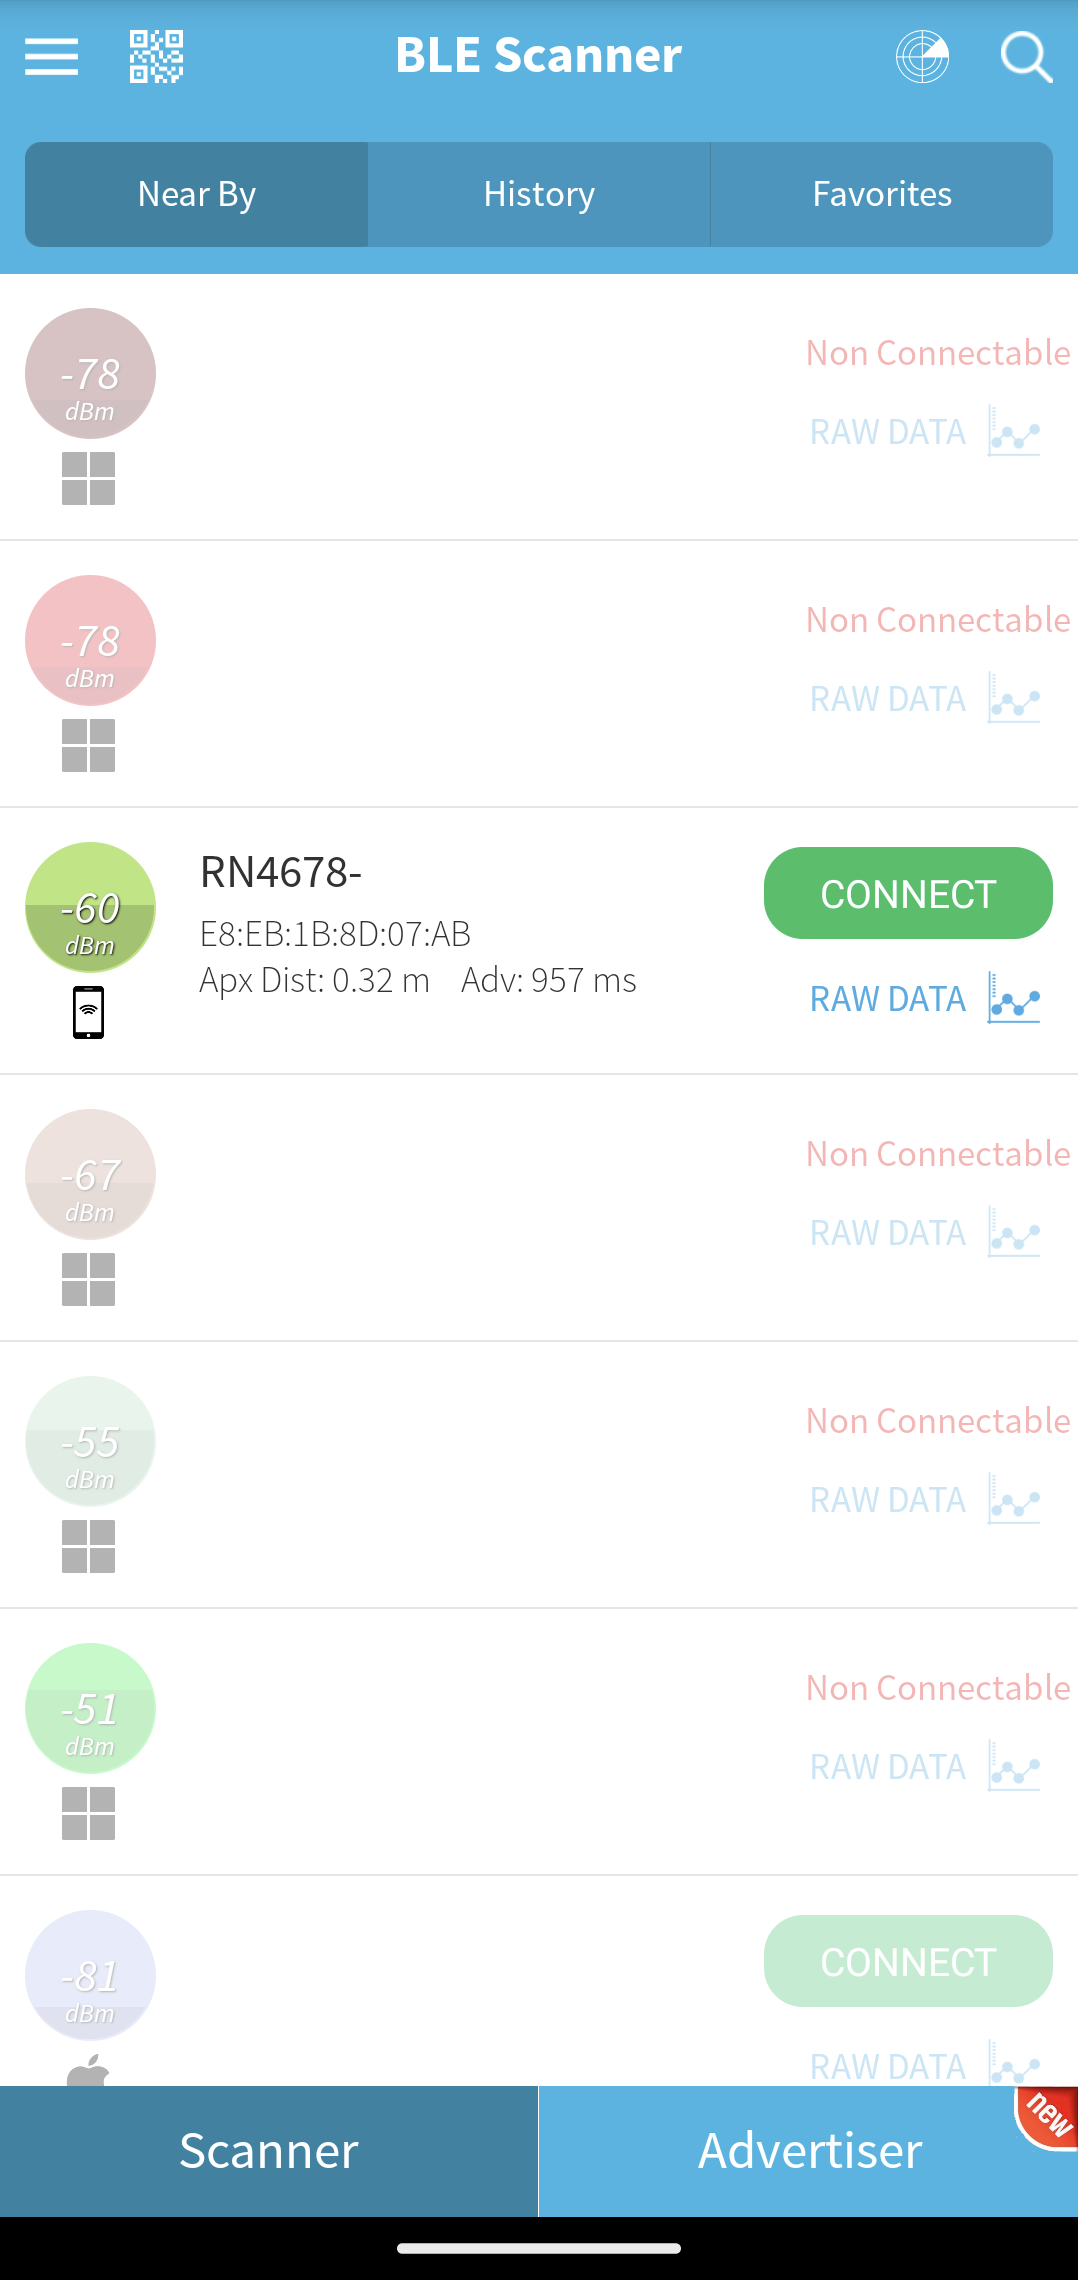 BLE Scanner
Near By
History
Favorites
-78
dBm
Non Connectable
RAW DATA
-78
dBm
Non Connectable
RAW DATA
-60
dBm
RN4678-
E8:EB:1B:8D:07:AB
Apx Dist: 0.32 m Adv: 957 ms
CONNECT
RAW DATA
-67
dBm
Non Connectable
RAW DATA
-55
dBm
Non Connectable
RAW DATA
-51
dBm
Non Connectable
RAW DATA
-81
dBm
CONNECT
RAW DATA
Scanner
Advertiser
new